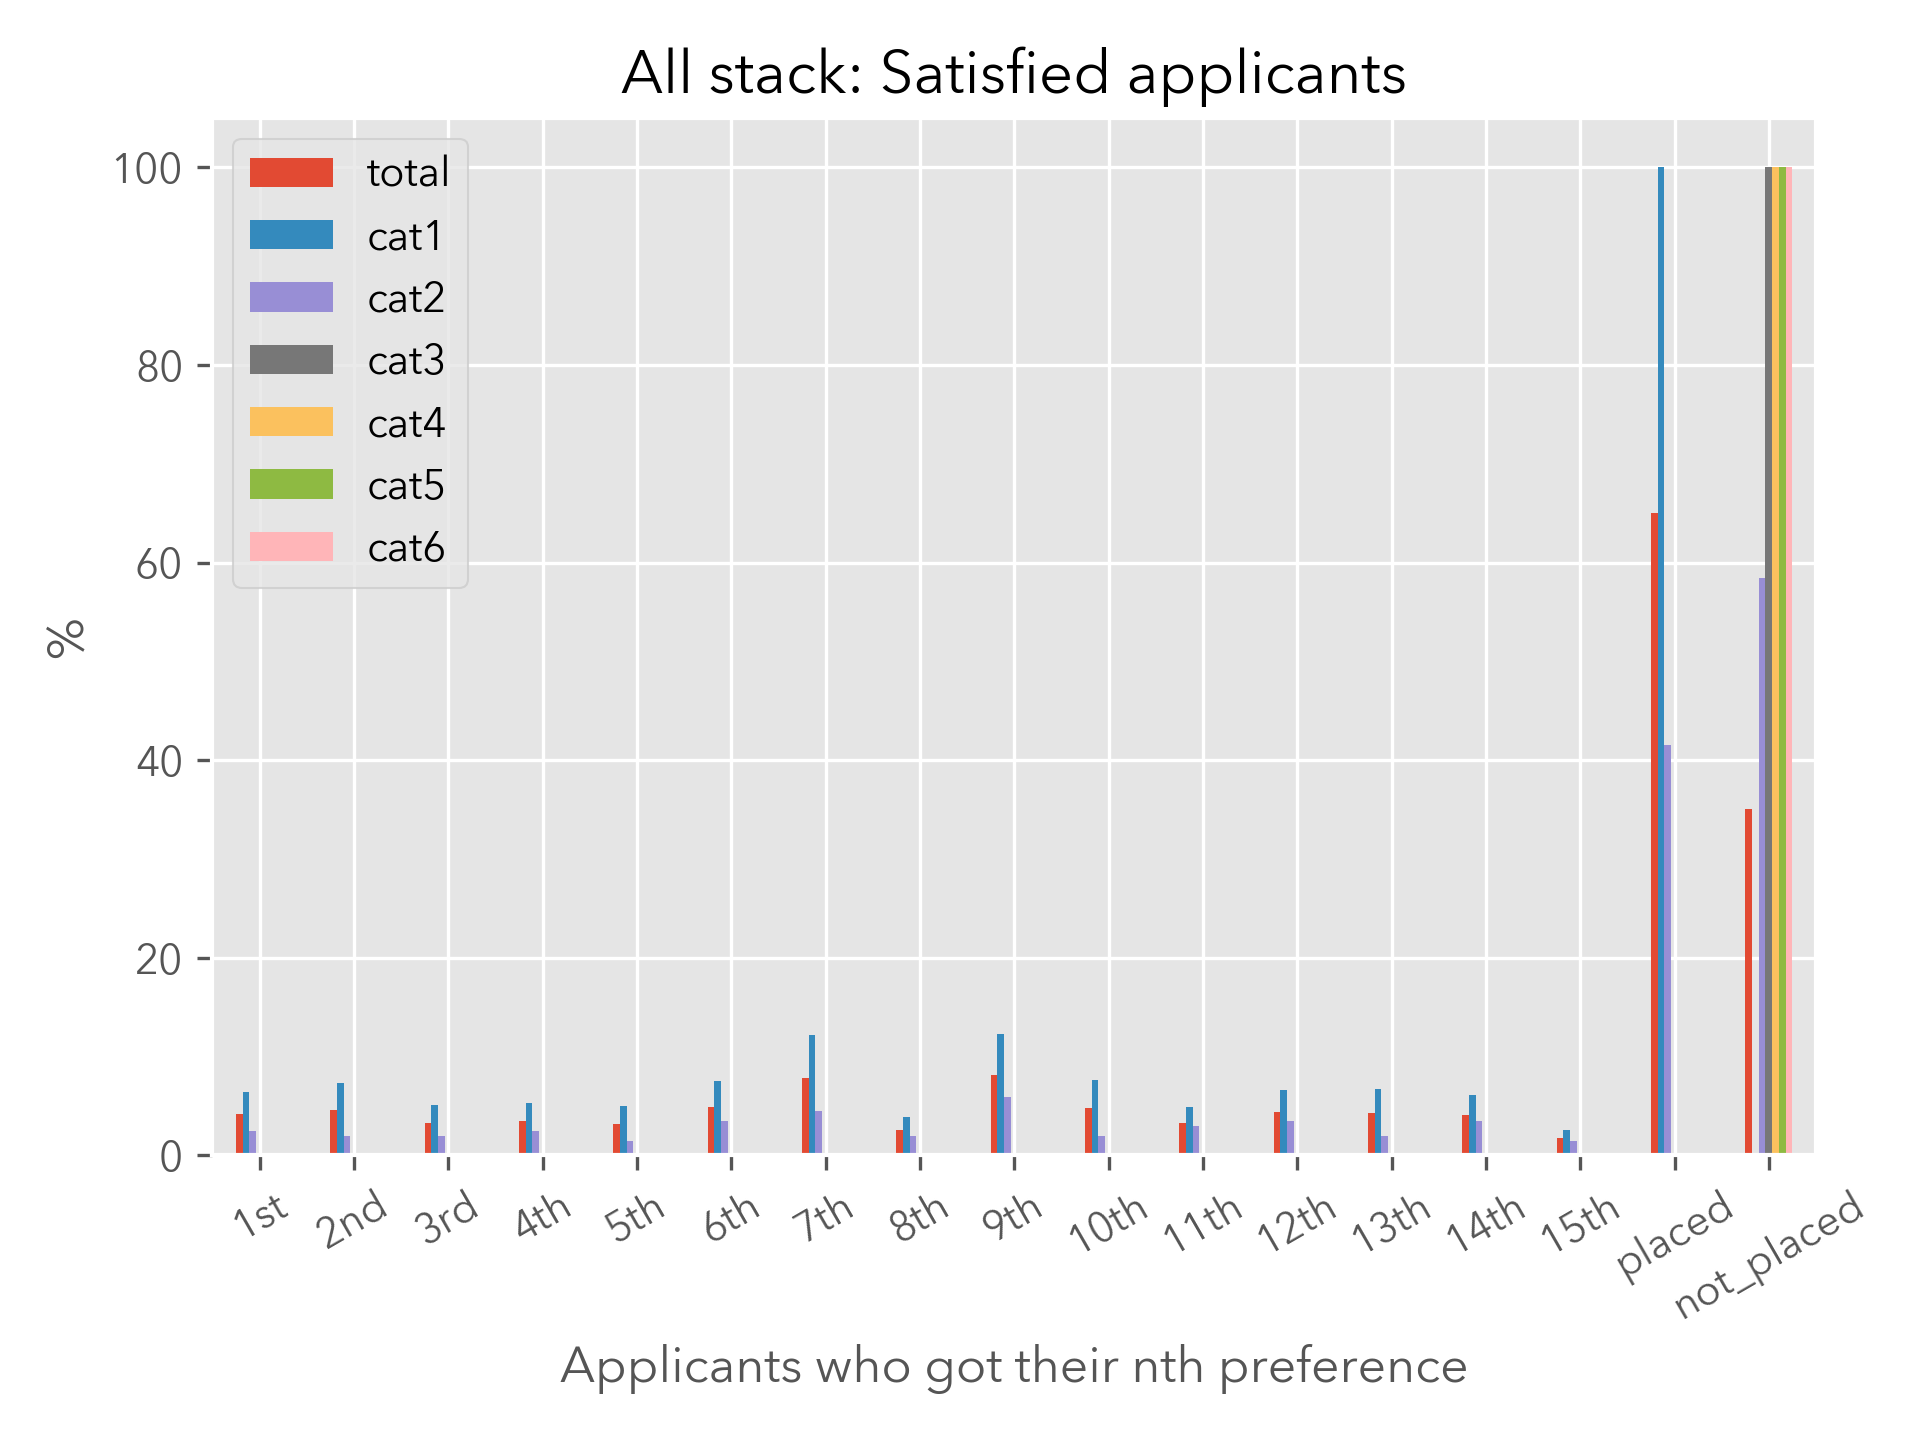 All stack: Satisfied applicants
total
cat1
cat2
cat3
cat4
cat5
cat6
100
80
60
40
20
0
%
1st 2nd 3rd 4th 5th 6th 7th 8th 9th 10th 11th 12th 13th 14th 15th placed not_placed
Applicants who got their nth preference